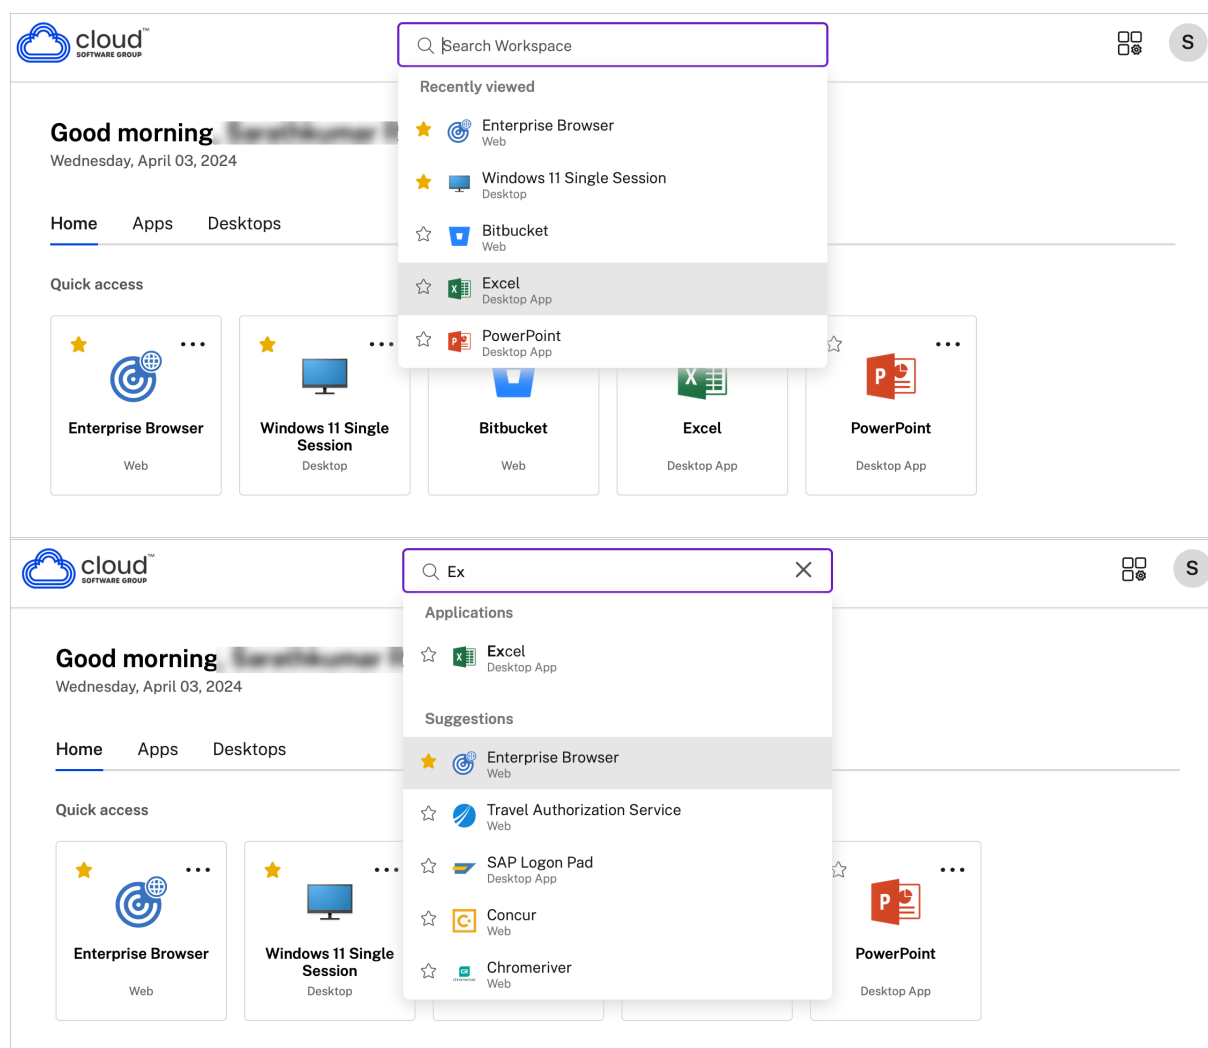 cloud™
SOFTWARE GROUP
Search Workspace
S
Recently viewed
Enterprise Browser
Web
Windows 11 Single Session
Desktop
Bitbucket
Web
Excel
Desktop App
PowerPoint
Desktop App
Good morning,
Wednesday, April 03, 2024
Home Apps Desktops
Quick access
Enterprise Browser
Web
Windows 11 Single
Session
Desktop
Bitbucket
Web
Excel
Desktop App
PowerPoint
Desktop App
cloud™
SOFTWARE GROUP
Ex
S
Applications
Excel
Desktop App
Suggestions
Enterprise Browser
Web
Travel Authorization Service
Web
SAP Logon Pad
Desktop App
Concur
Web
Chromeriver
Web
Good morning
Wednesday, April 03, 2024
Home Apps Desktops
Quick access
Enterprise Browser
Web
Windows 11 Single
Session
Desktop
PowerPoint
Desktop App